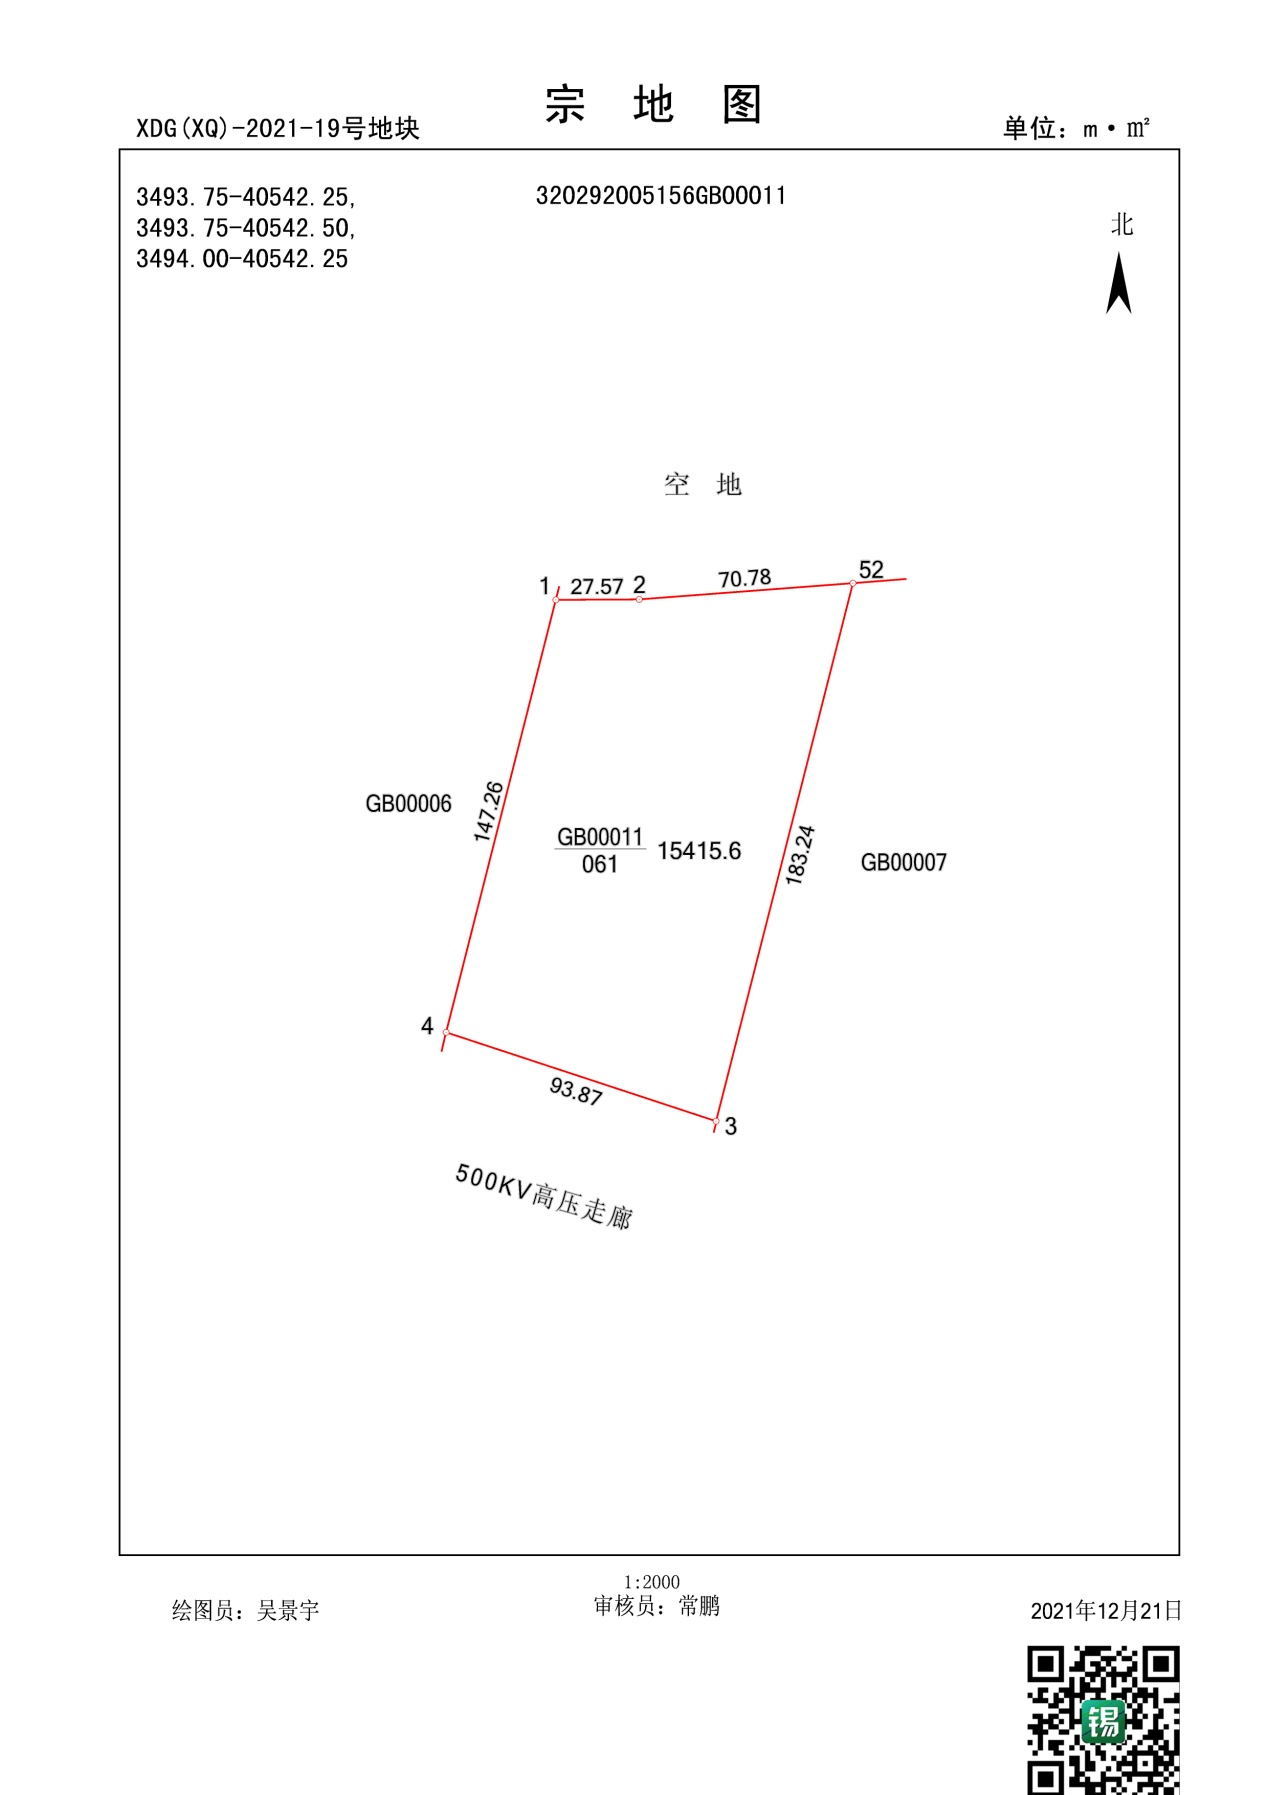 宗 地 图
XDG(XQ)-2021-19号地块
单位：m·㎡
3493.75-40542.25,
3493.75-40542.50,
3494.00-40542.25
320292005156GB00011
北
空 地
1
27.57
2
70.78
52
147.26
GB00006
GB00011
061
15415.6
183.24
GB00007
4
93.87
3
500KV高压走廊
1:2000
绘图员：吴景宇
审核员：常鹏
2021年12月21日
锡